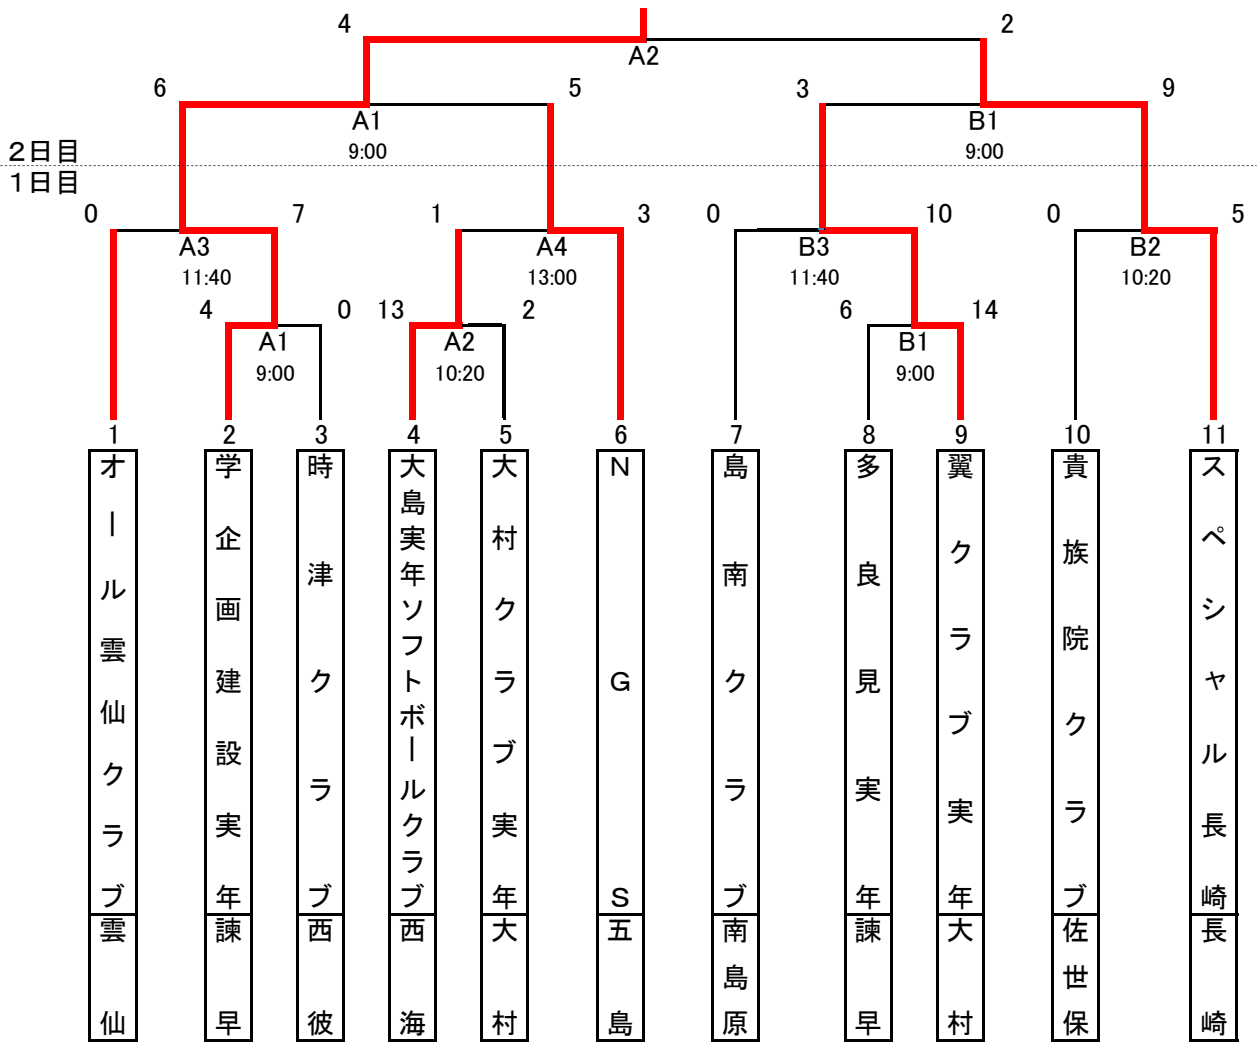 4
2
A2
6
5
3
9
A1
B1
9:00
9:00
2日目
1日目
0
7
1
3
0
10
0
5
A3
A4
B3
B2
11:40
13:00
11:40
10:20
4
0
13
2
6
14
A1
A2
B1
9:00
10:20
9:00
1
2
3
4
5
6
7
8
9
10
11
オール雲仙クラブ
学企画建設実年
時津クラブ
大島実年ソフトボールクラブ
大村クラブ実年
NGS
島南クラブ
多良見実年
翼クラブ実年
貴族院クラブ
スペシャル長崎
雲仙
諫早
西彼
西海
大村
五島
南島原
諫早
大村
佐世保
長崎